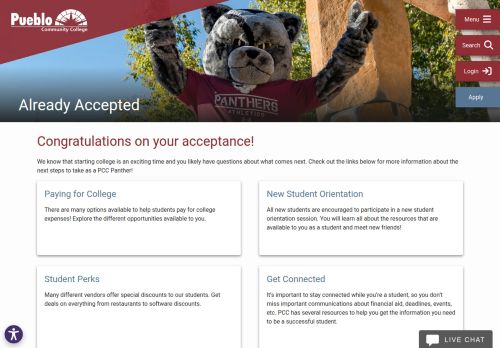 Pueblo
Community College
Menu
Search
Login
Apply
PANTHERS
ATHLETICS
Already Accepted
Congratulations on your acceptance!
We know that starting college is an exciting time and you likely have questions about what comes next. Check out the links below for more information about the
next steps to take as a PCC Panther!
Paying for College
There are many options available to help students pay for college
expenses! Explore the different opportunities available to you.
New Student Orientation
All new students are encouraged to participate in a new student
orientation session. You will learn all about the resources that are
available to you as a student and meet new friends!
Student Perks
Many different vendors offer special discounts to our students. Get
deals on everything from restaurants to software discounts.
Get Connected
It's important to stay connected while you're a student, so you don't
miss important communications about financial aid, deadlines, events,
etc. PCC has several resources to help you get the information you need
to be a successful student.
LIVE CHAT